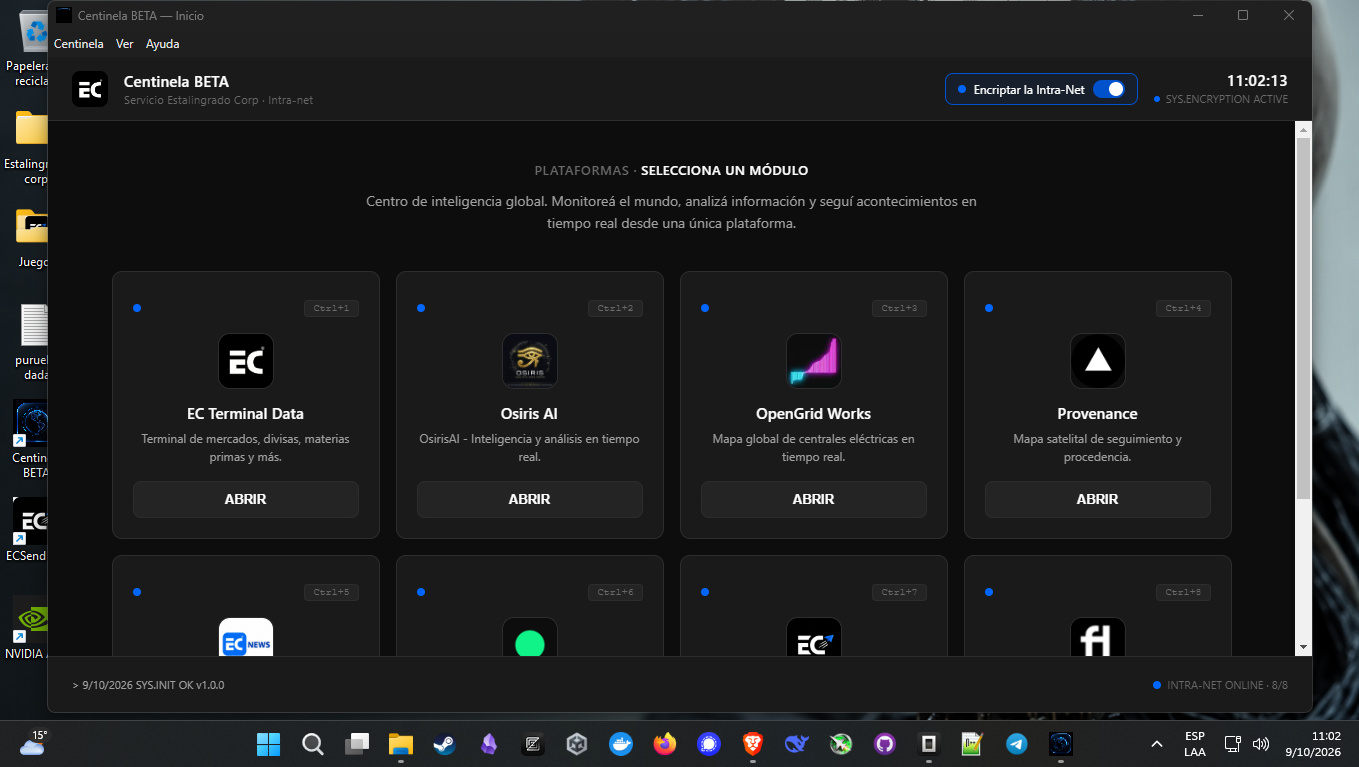 Centinela BETA — Inicio
Centinela Ver Ayuda
EC
Centinela BETA
Servicio Estalingrado Corp · Intra-net
Encriptar la Intra-Net
11:02:13
SYS.ENCRYPTION ACTIVE
PLATAFORMAS · SELECCIONA UN MÓDULO
Centro de inteligencia global. Monitoreá el mundo, analizá información y seguí acontecimientos en
tiempo real desde una única plataforma.
Ctrl+1
EC
EC Terminal Data
Terminal de mercados, divisas, materias
primas y más.
ABRIR
Ctrl+2
OSIRIS
Osiris AI
OsirisAI - Inteligencia y análisis en tiempo
real.
ABRIR
Ctrl+3
OpenGrid Works
Mapa global de centrales eléctricas en
tiempo real.
ABRIR
Ctrl+4
Provenance
Mapa satelital de seguimiento y
procedencia.
ABRIR
Ctrl+5
EC NEWS
Ctrl+6
Ctrl+7
EC
Ctrl+8
> 9/10/2026 SYS.INIT OK v1.0.0
INTRA-NET ONLINE · 8/8
Papelera
recicla
Estaling
corp
Juego
purue
dada
Centin
BETA
EC
ECSend
NVIDIA
15°
ESP
LAA
11:02
9/10/2026